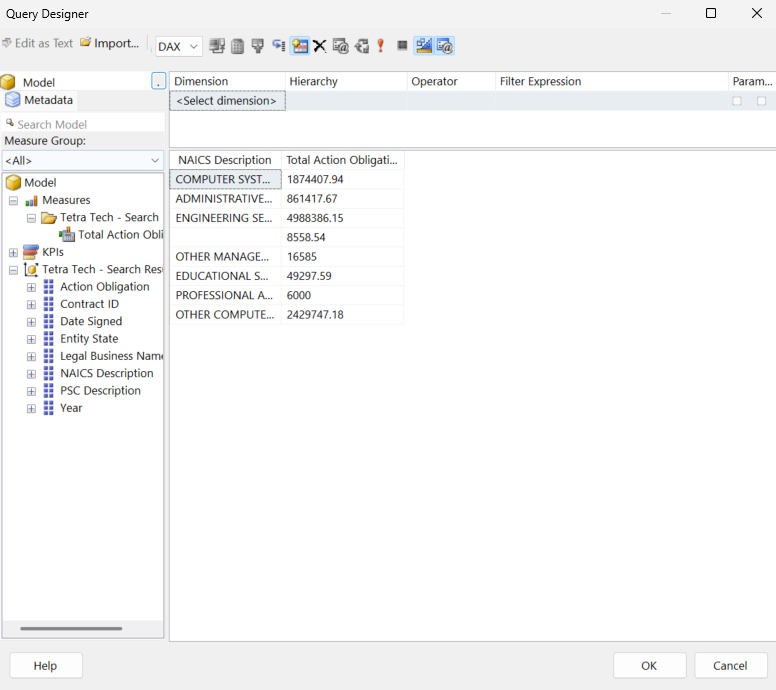 Query Designer
Edit as Text Import... DAX
Model .
Metadata
Search Model
Measure Group:
<All>
Model
Measures
Tetra Tech - Search
Total Action Obli
KPIs
Tetra Tech - Search Res
Action Obligation
Contract ID
Date Signed
Entity State
Legal Business Name
NAICS Description
PSC Description
Year
Dimension Hierarchy Operator Filter Expression Param...
<Select dimension>
NAICS Description Total Action Obligati...
COMPUTER SYST... 1874407.94
ADMINISTRATIVE... 861417.67
ENGINEERING SE... 4988386.15
8558.54
OTHER MANAGE... 16585
EDUCATIONAL S... 49297.59
PROFESSIONAL A... 6000
OTHER COMPUTE... 2429747.18
Help OK Cancel